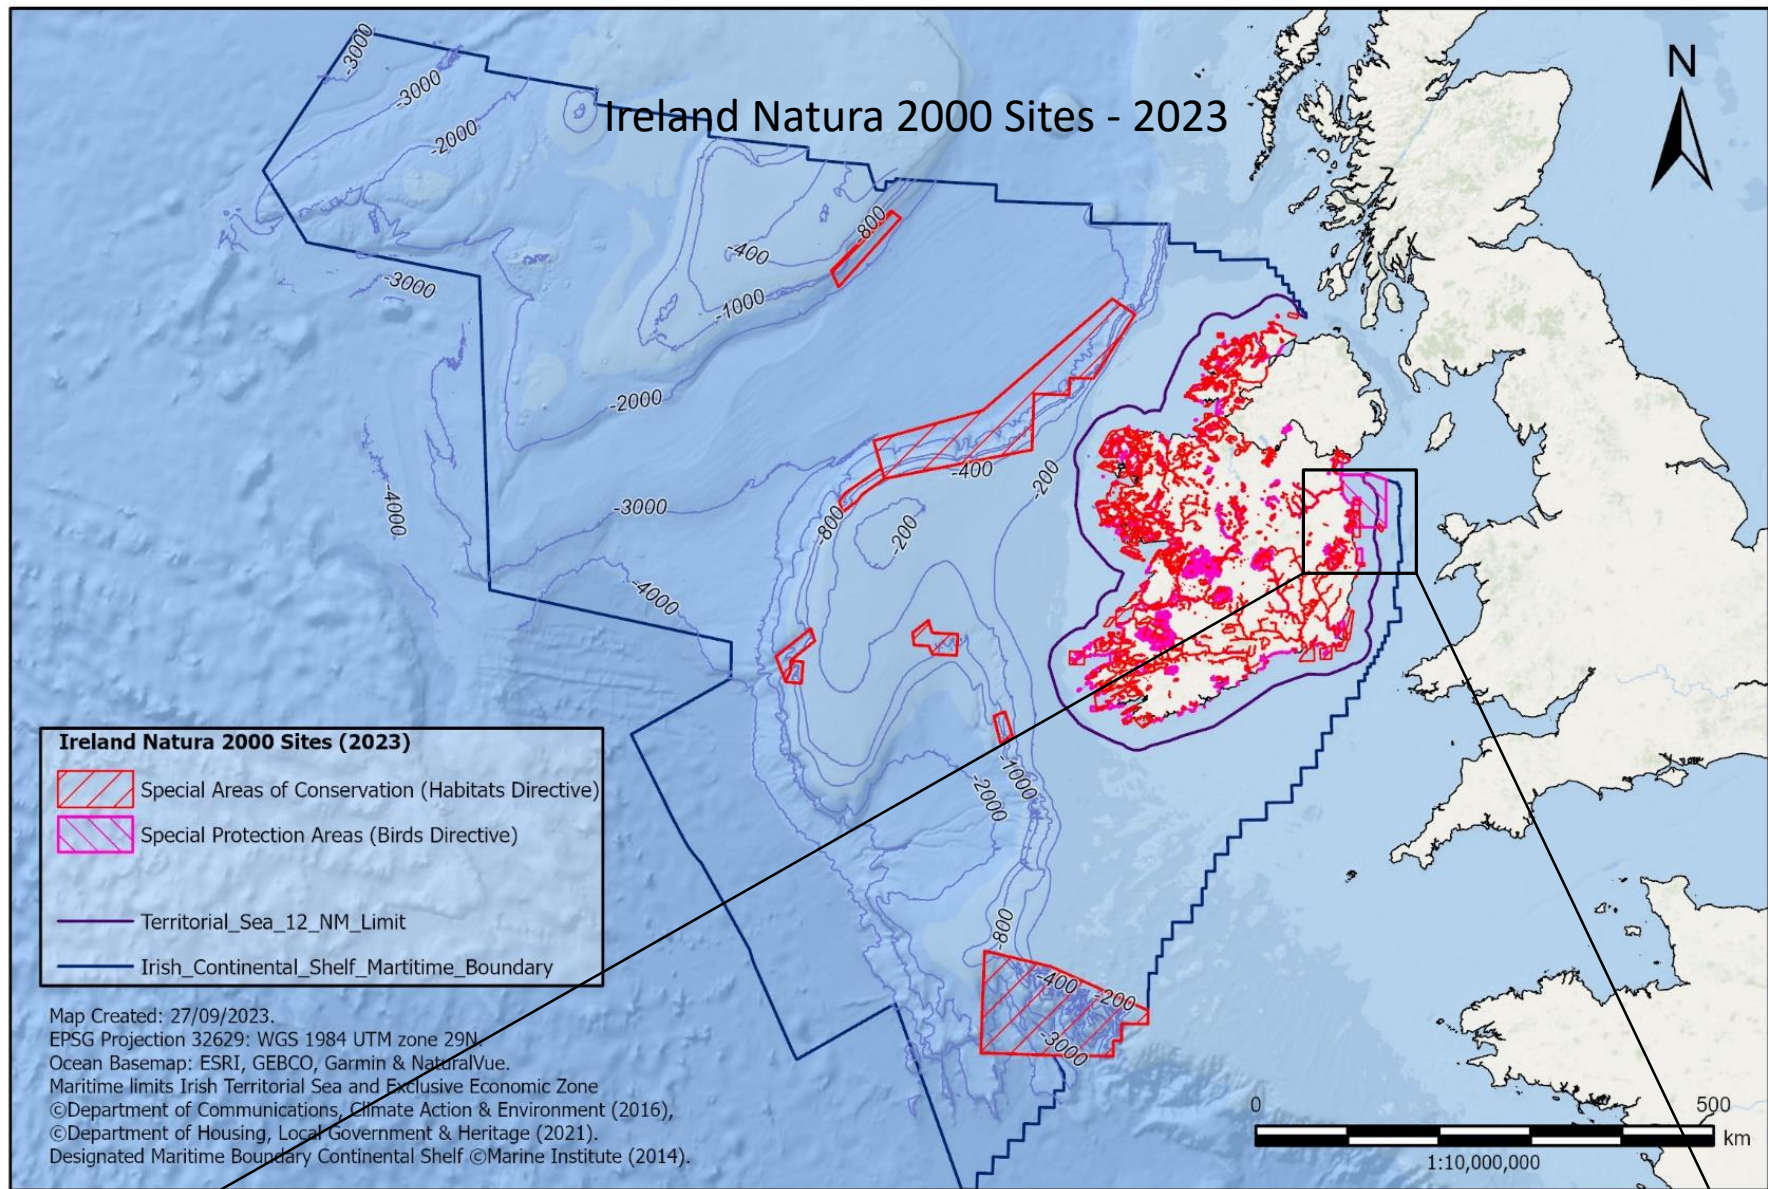 Ireland Natura 2000 Sites - 2023
N
-3000
-3000
-2000
-800
-400
-3000
-1000
-2000
-400
-200
-4000
-3000
-800
-200
-4000
-1000
-2000
-800
-400
-200
-3000
Ireland Natura 2000 Sites (2023)
Special Areas of Conservation (Habitats Directive)
Special Protection Areas (Birds Directive)
Territorial_Sea_12_NM_Limit
Irish_Continental_Shelf_Martitime_Boundary
Map Created: 27/09/2023.
EPSG Projection 32629: WGS 1984 UTM zone 29N.
Ocean Basemap: ESRI, GEBCO, Garmin & NaturalVue.
Maritime limits Irish Territorial Sea and Exclusive Economic Zone
©Department of Communications, Climate Action & Environment (2016),
©Department of Housing, Local Government & Heritage (2021).
Designated Maritime Boundary Continental Shelf ©Marine Institute (2014).
0 500
km
1:10,000,000